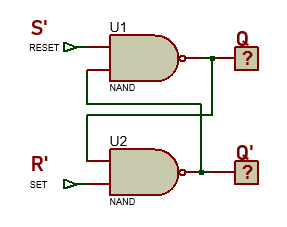 S'
RESET
U1
NAND
Q
?
R'
SET
U2
NAND
Q'
?